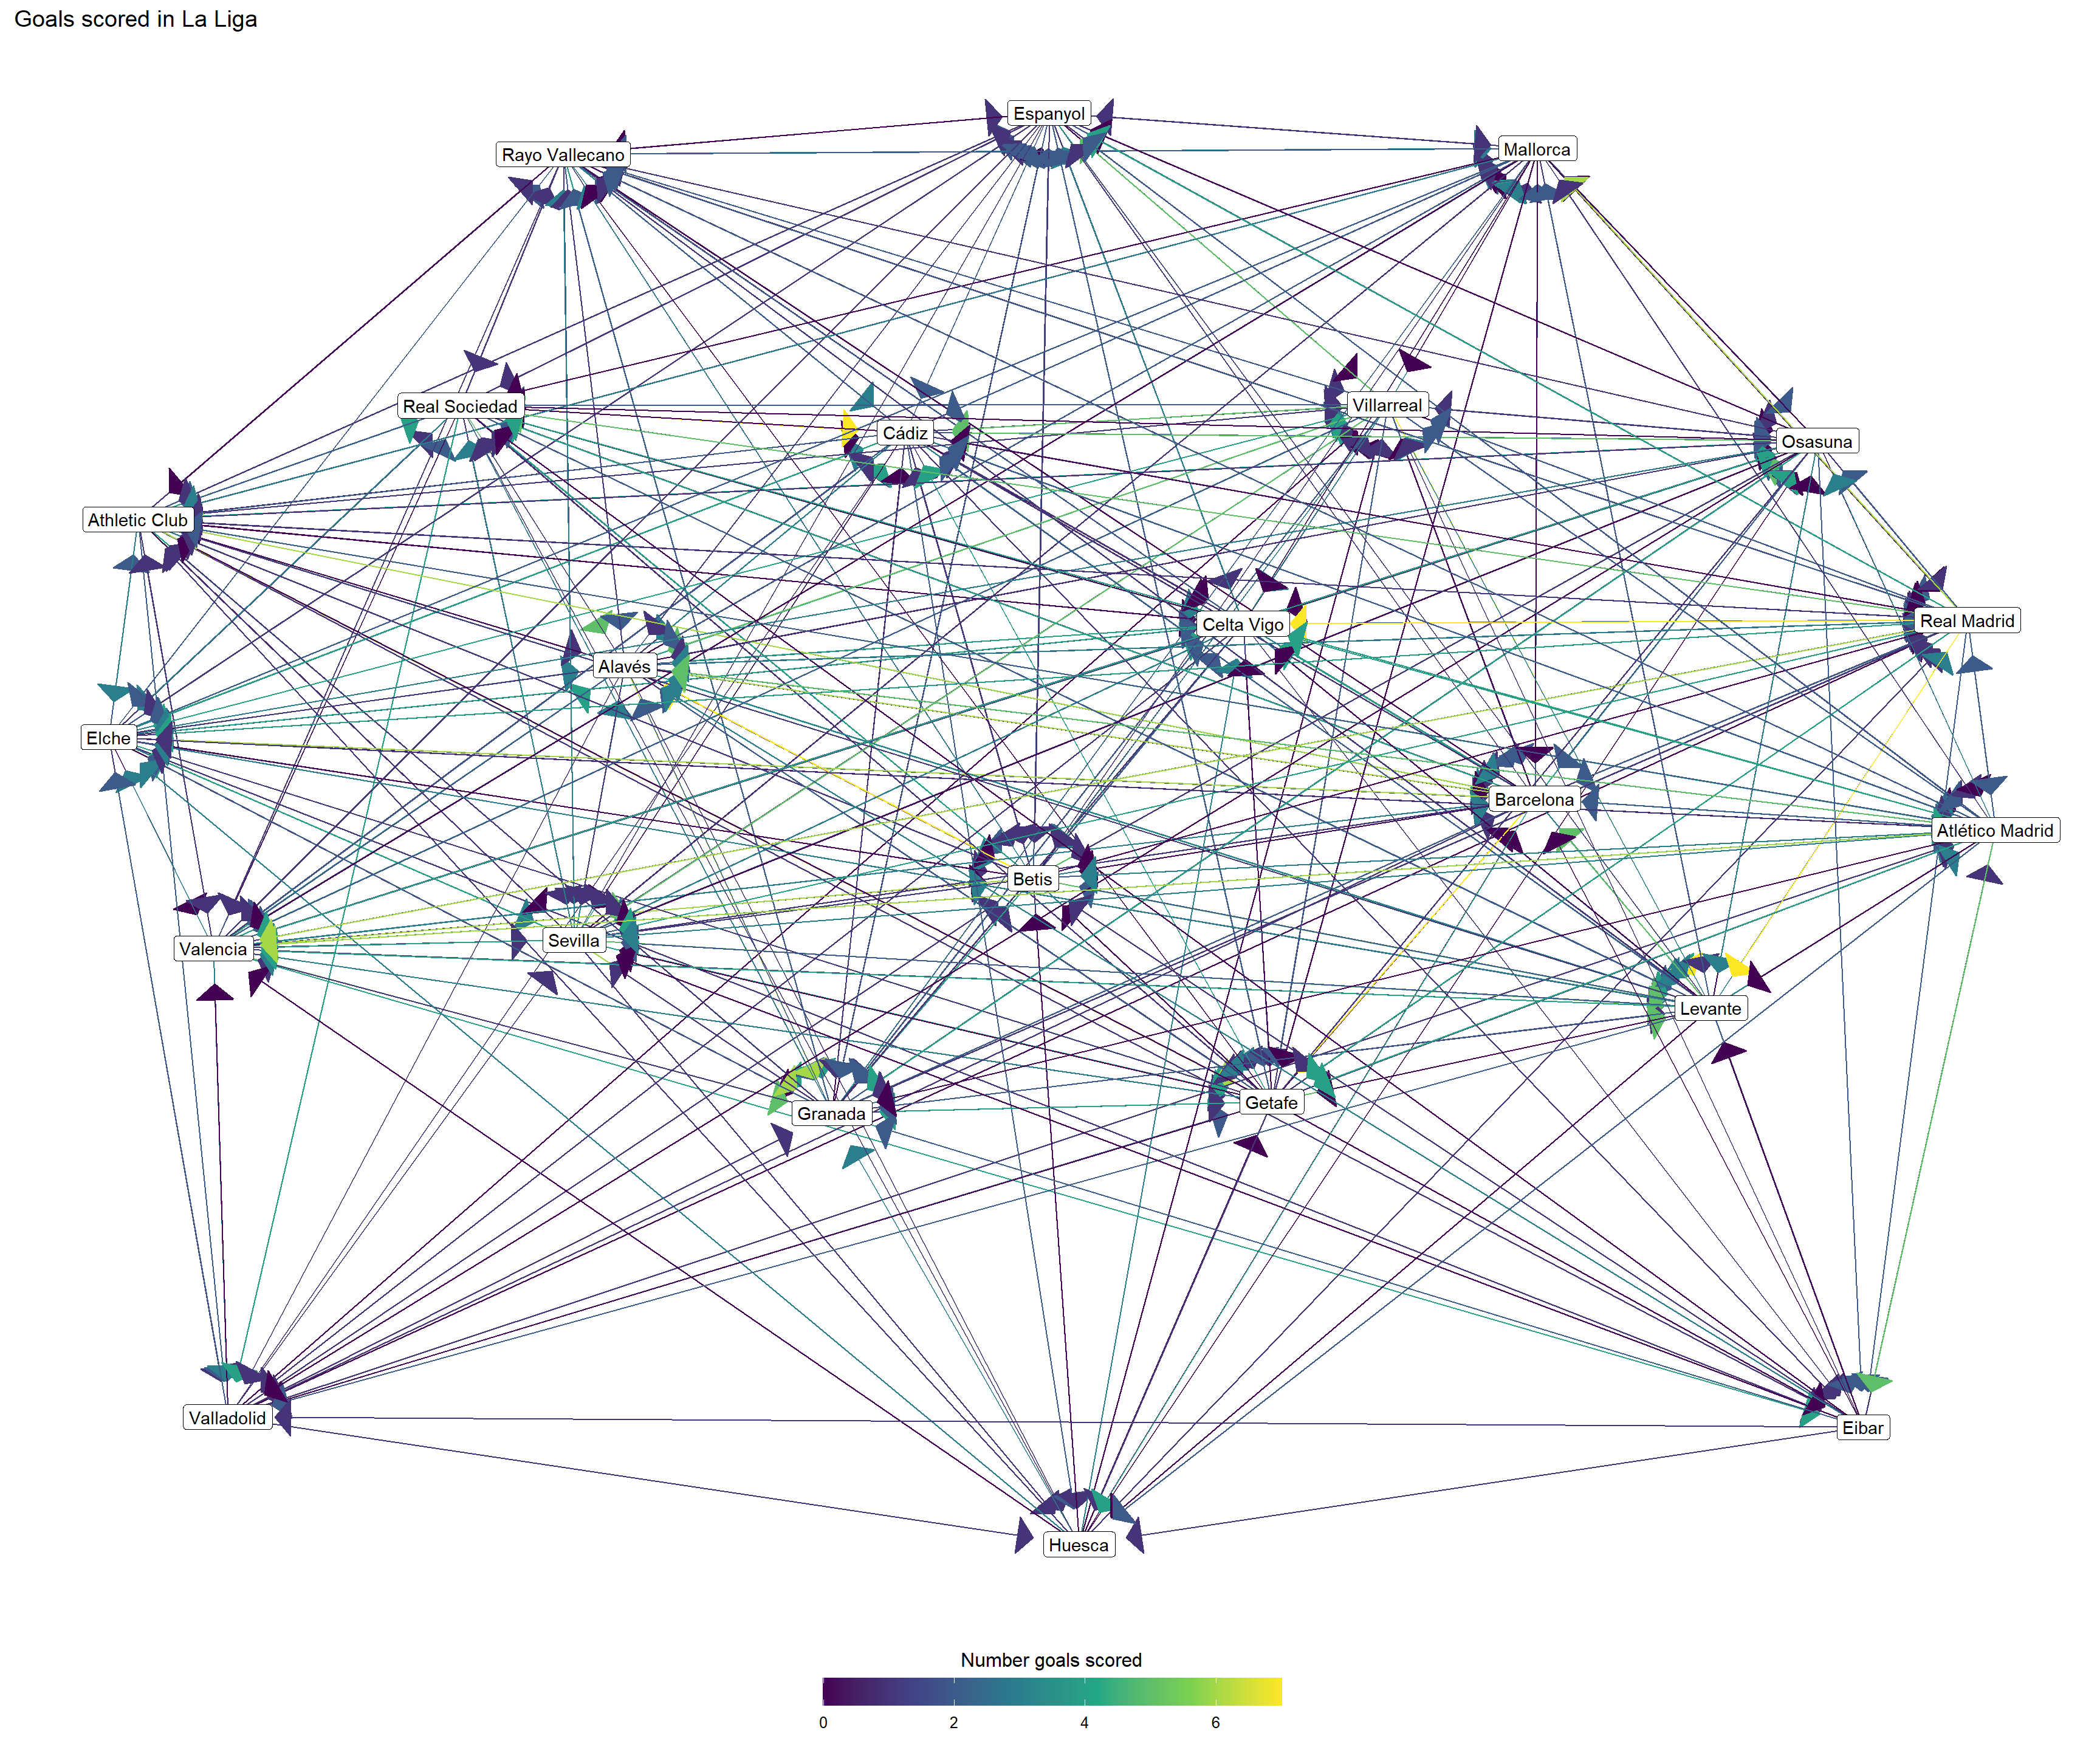 Goals scored in La Liga
Espanyol
Mallorca
Rayo Vallecano
Real Sociedad
Villarreal
Cádiz
Osasuna
Athletic Club
Real Madrid
Celta Vigo
Alavés
Elche
Barcelona
Atlético Madrid
Betis
Sevilla
Valencia
Levante
Getafe
Granada
Valladolid
Eibar
Huesca
Number goals scored
0 2 4 6